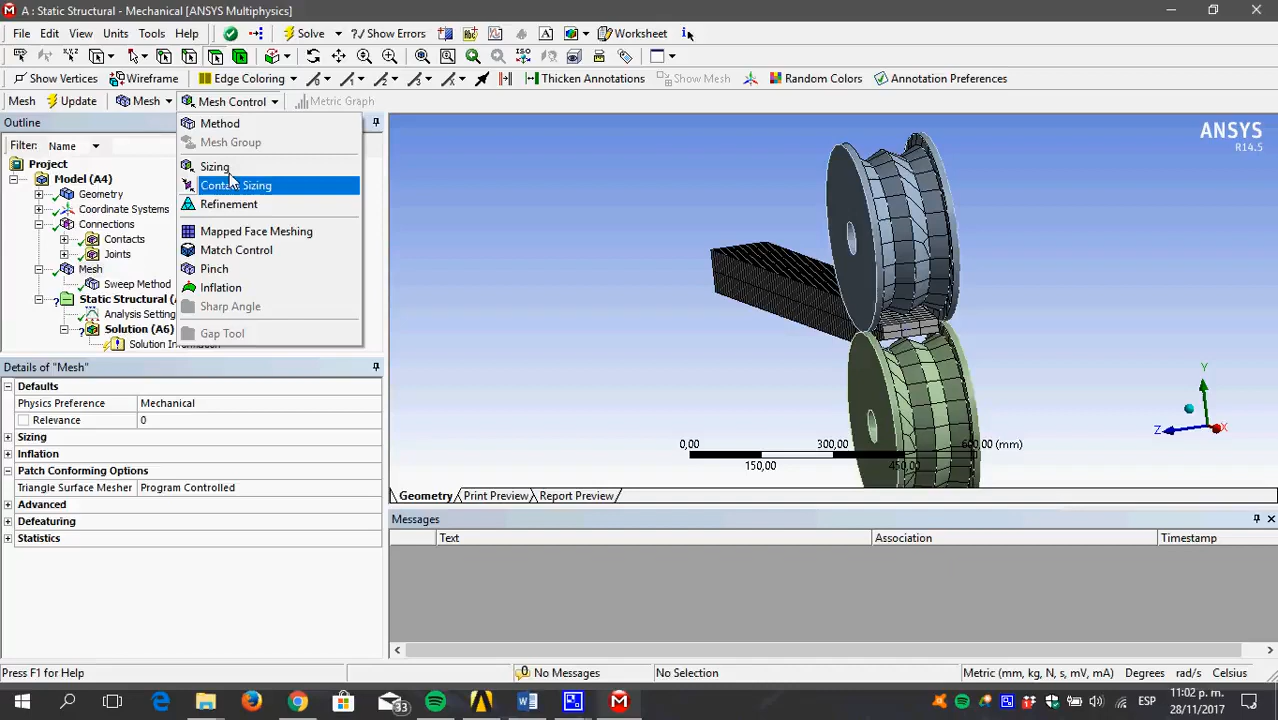 A : Static Structural - Mechanical [ANSYS Multiphysics]
File Edit View Units Tools Help Solve Show Errors Worksheet
Show Vertices Wireframe Edge Coloring Thicken Annotations Show Mesh Random Colors Annotation Preferences
Mesh Update Mesh Mesh Control Metric Graph
Outline
Filter: Name
Project
Model (A4)
Geometry
Coordinate Systems
Connections
Contacts
Joints
Mesh
Sweep Method
Static Structural (
Analysis Setting
Solution (A6)
Solution
Method
Mesh Group
Sizing
Contact Sizing
Refinement
Mapped Face Meshing
Match Control
Pinch
Inflation
Sharp Angle
Gap Tool
Details of "Mesh"
Defaults
Physics Preference Mechanical
Relevance 0
Sizing
Inflation
Patch Conforming Options
Triangle Surface Mesher Program Controlled
Advanced
Defeaturing
Statistics
ANSYS
R14.5
Y
Z X
0,00 300,00 600,00 (mm)
150,00 450,00
Geometry Print Preview Report Preview
Messages
Text Association Timestamp
Press F1 for Help 0 No Messages No Selection Metric (mm, kg, N, s, mV, mA) Degrees rad/s Celsius
33 ESP 11:02 p. m.
28/11/2017